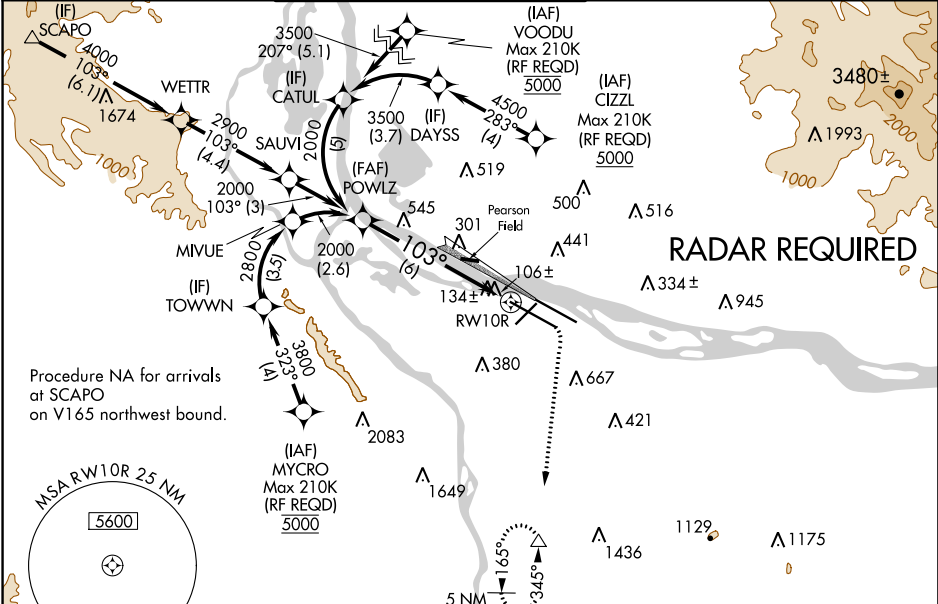 (IF)
SCAPO
4000
103°
(6.1)
1674
1000
WETTR
2900
103°
(4.4)
SAUVI
2000
103° (3)
3500
207° (5.1)
(IF)
CATUL
2000
(5)
3500
(3.7)
(IF)
DAYSS
(IAF)
VOODU
Max 210K
(RF REQD)
5000
4500
283°
(4)
(IAF)
CIZZL
Max 210K
(RF REQD)
5000
3480±
2000
1993
1000
(FAF)
POWLZ
519
500
516
545
301
Pearson
Field
441
RADAR REQUIRED
103°
(6)
106±
134±
RW10R
334±
945
MIVUE
2000
(2.6)
2800
(3.5)
(IF)
TOWWN
3800
323°
(4)
380
667
421
Procedure NA for arrivals
at SCAPO
on V165 northwest bound.
2083
(IAF)
MYCRO
Max 210K
(RF REQD)
5000
1649
MSA RW10R 25 NM
5600
1129
1436
1175
165°
345°
5 NM